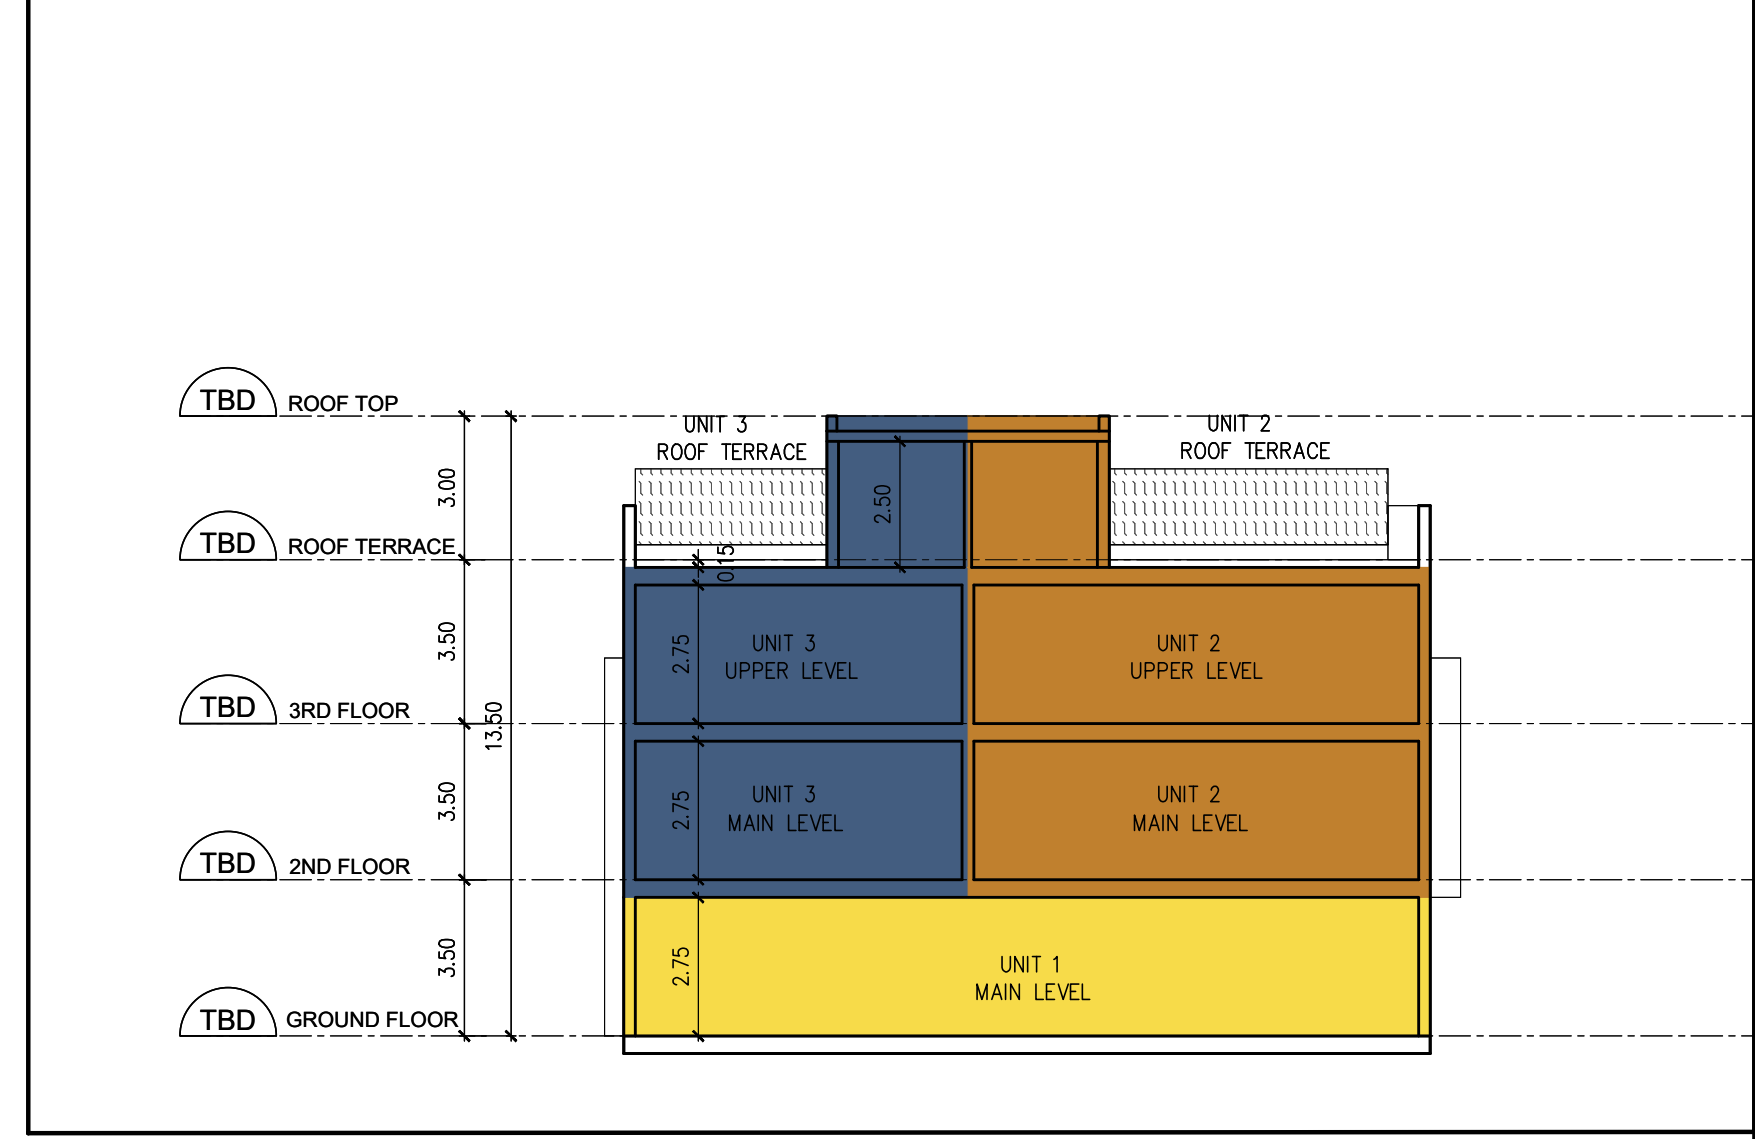 TBD
ROOF TOP
UNIT 3
ROOF TERRACE
UNIT 2
ROOF TERRACE
3.00
2.50
TBD
ROOF TERRACE
0.15
3.50
2.75
UNIT 3
UPPER LEVEL
UNIT 2
UPPER LEVEL
TBD
3RD FLOOR
13.50
3.50
2.75
UNIT 3
MAIN LEVEL
UNIT 2
MAIN LEVEL
TBD
2ND FLOOR
3.50
2.75
UNIT 1
MAIN LEVEL
TBD
GROUND FLOOR